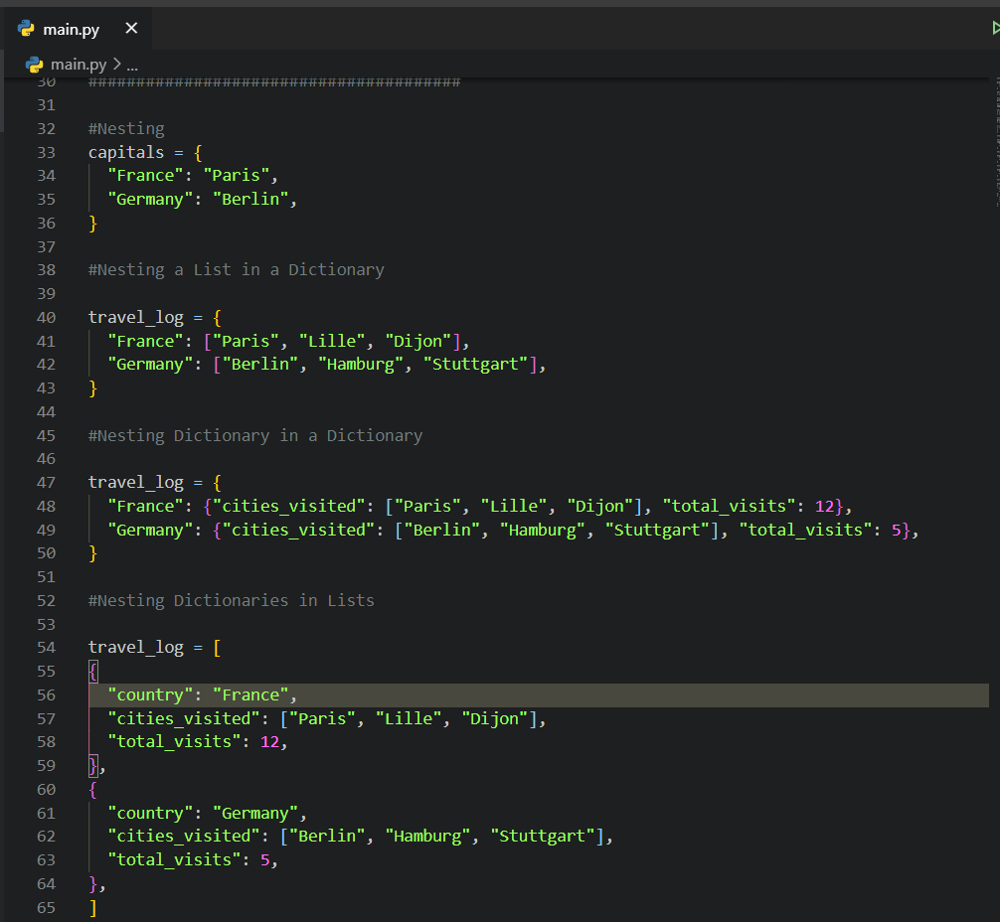 main.py
main.py > ...
30 #######################################
31
32 #Nesting
33 capitals = {
34   "France": "Paris",
35   "Germany": "Berlin",
36 }
37
38 #Nesting a List in a Dictionary
39
40 travel_log = {
41   "France": ["Paris", "Lille", "Dijon"],
42   "Germany": ["Berlin", "Hamburg", "Stuttgart"],
43 }
44
45 #Nesting Dictionary in a Dictionary
46
47 travel_log = {
48   "France": {"cities_visited": ["Paris", "Lille", "Dijon"], "total_visits": 12},
49   "Germany": {"cities_visited": ["Berlin", "Hamburg", "Stuttgart"], "total_visits": 5},
50 }
51
52 #Nesting Dictionaries in Lists
53
54 travel_log = [
55 {
56   "country": "France",
57   "cities_visited": ["Paris", "Lille", "Dijon"],
58   "total_visits": 12,
59 },
60 {
61   "country": "Germany",
62   "cities_visited": ["Berlin", "Hamburg", "Stuttgart"],
63   "total_visits": 5,
64 },
65 ]